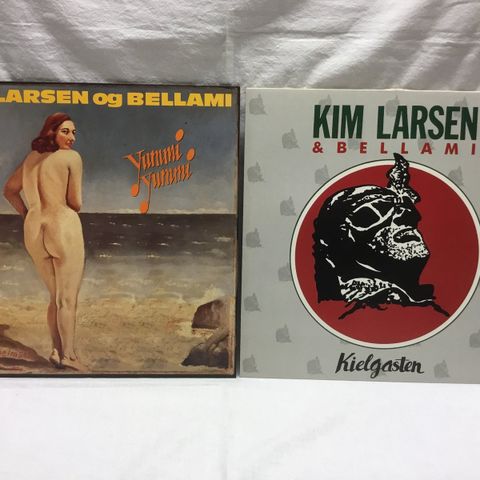 LARSEN og BELLAMI
yummi
yummi
KIM LARSEN
& BELLAMI
Kielgasten